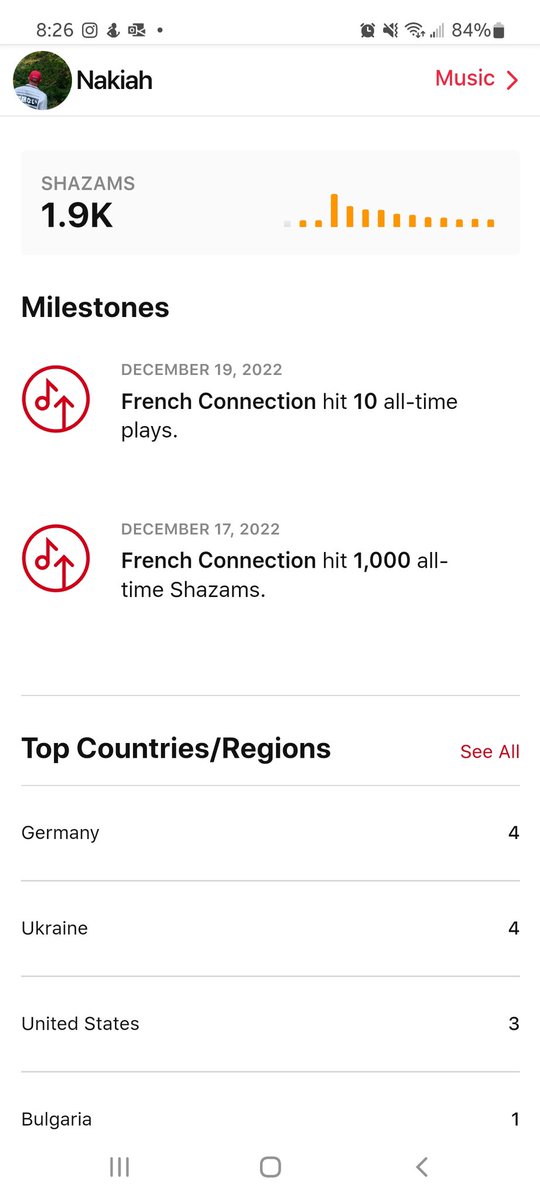 8:26 84%
Nakiah Music
SHAZAMS
1.9K
Milestones
DECEMBER 19, 2022
French Connection hit 10 all-time
plays.
DECEMBER 17, 2022
French Connection hit 1,000 all-
time Shazams.
Top Countries/Regions See All
Germany 4
Ukraine 4
United States 3
Bulgaria 1